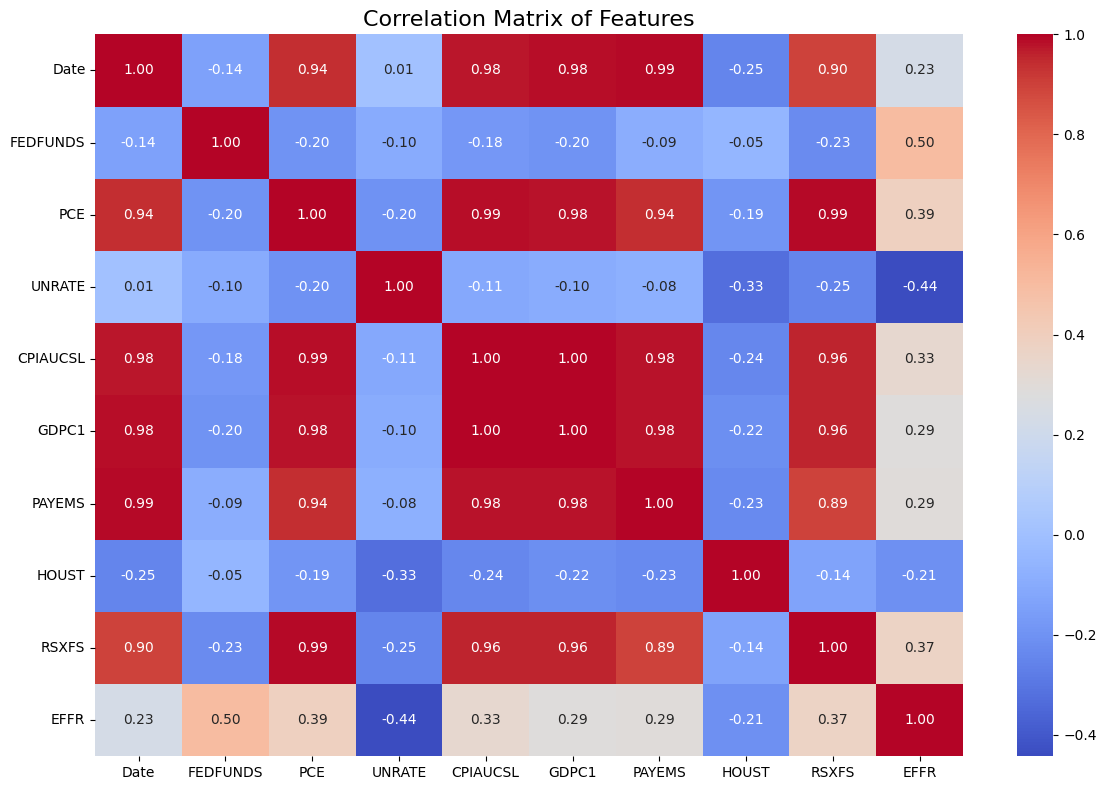 Correlation Matrix of Features
Date 1.00 -0.14 0.94 0.01 0.98 0.98 0.99 -0.25 0.90 0.23
FEDFUNDS -0.14 1.00 -0.20 -0.10 -0.18 -0.20 -0.09 -0.05 -0.23 0.50
PCE 0.94 -0.20 1.00 -0.20 0.99 0.98 0.94 -0.19 0.99 0.39
UNRATE 0.01 -0.10 -0.20 1.00 -0.11 -0.10 -0.08 -0.33 -0.25 -0.44
CPIAUCSL 0.98 -0.18 0.99 -0.11 1.00 1.00 0.98 -0.24 0.96 0.33
GDPC1 0.98 -0.20 0.98 -0.10 1.00 1.00 0.98 -0.22 0.96 0.29
PAYEMS 0.99 -0.09 0.94 -0.08 0.98 0.98 1.00 -0.23 0.89 0.29
HOUST -0.25 -0.05 -0.19 -0.33 -0.24 -0.22 -0.23 1.00 -0.14 -0.21
RSXFS 0.90 -0.23 0.99 -0.25 0.96 0.96 0.89 -0.14 1.00 0.37
EFFR 0.23 0.50 0.39 -0.44 0.33 0.29 0.29 -0.21 0.37 1.00
Date FEDFUNDS PCE UNRATE CPIAUCSL GDPC1 PAYEMS HOUST RSXFS EFFR
1.0
0.8
0.6
0.4
0.2
0.0
−0.2
−0.4